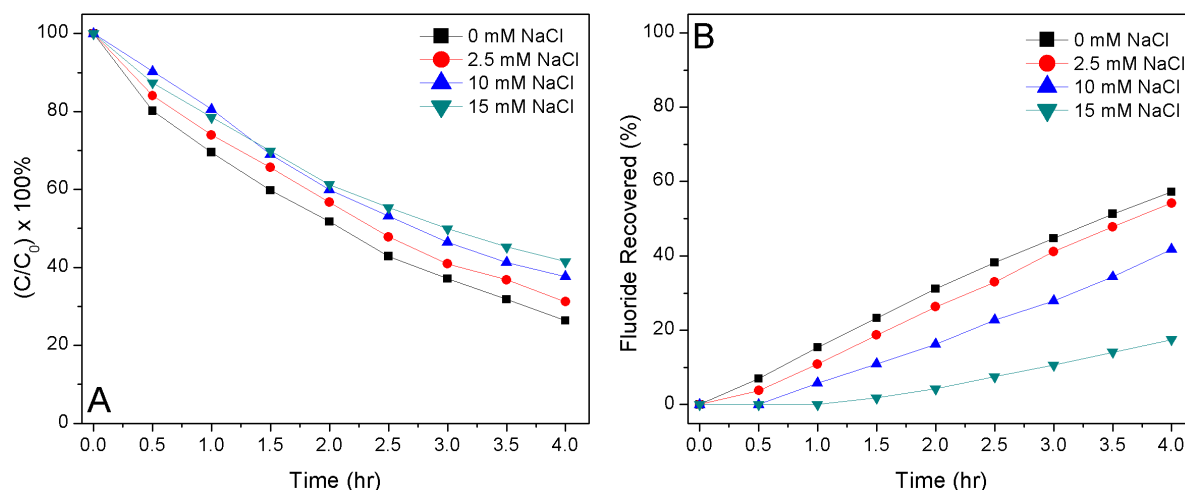 A
(C/C0) x 100%
100
80
60
40
20
0
0.0 0.5 1.0 1.5 2.0 2.5 3.0 3.5 4.0
Time (hr)
0 mM NaCl
2.5 mM NaCl
10 mM NaCl
15 mM NaCl
B
Fluoride Recovered (%)
100
80
60
40
20
0
0.0 0.5 1.0 1.5 2.0 2.5 3.0 3.5 4.0
Time (hr)
0 mM NaCl
2.5 mM NaCl
10 mM NaCl
15 mM NaCl